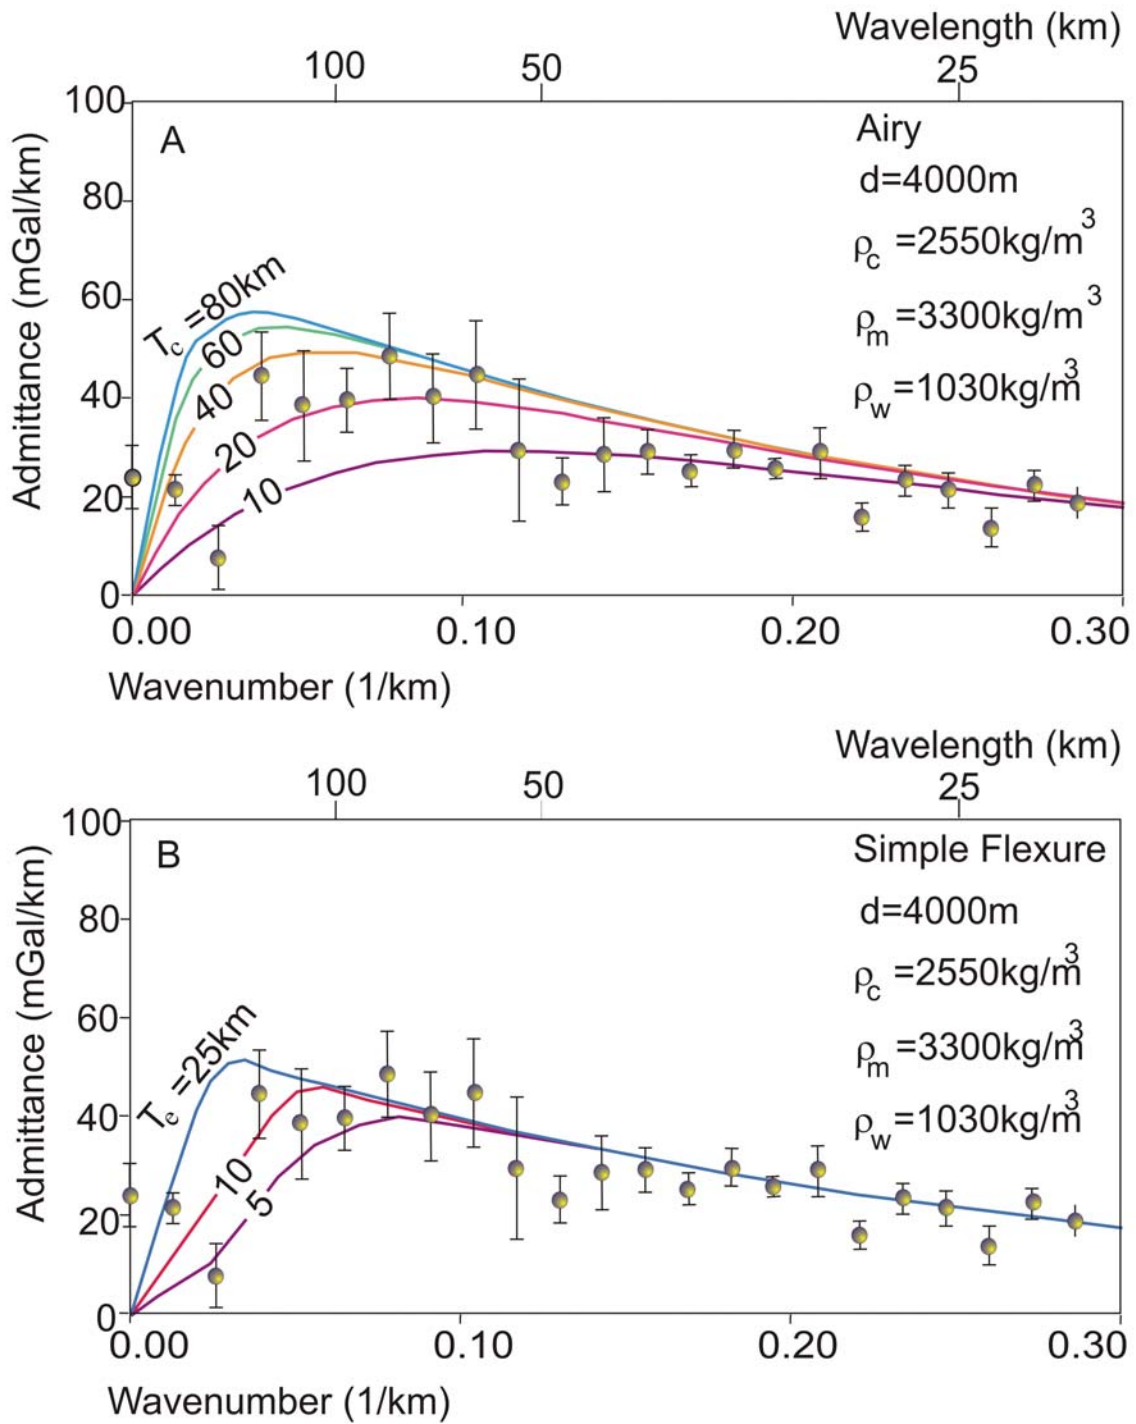 Wavelength (km)
100 50 25
100
80
60
40
20
0
Admittance (mGal/km)
A
Airy
d=4000m
ρc =2550kg/m3
ρm=3300kg/m3
ρw=1030kg/m3
Tc =80km
60
40
20
10
0.00 0.10 0.20 0.30
Wavenumber (1/km)
Wavelength (km)
100 50 25
100
80
60
40
20
0
Admittance (mGal/km)
B
Simple Flexure
d=4000m
ρc =2550kg/m3
ρm=3300kg/m3
ρw=1030kg/m3
Te =25km
10
5
0.00 0.10 0.20 0.30
Wavenumber (1/km)